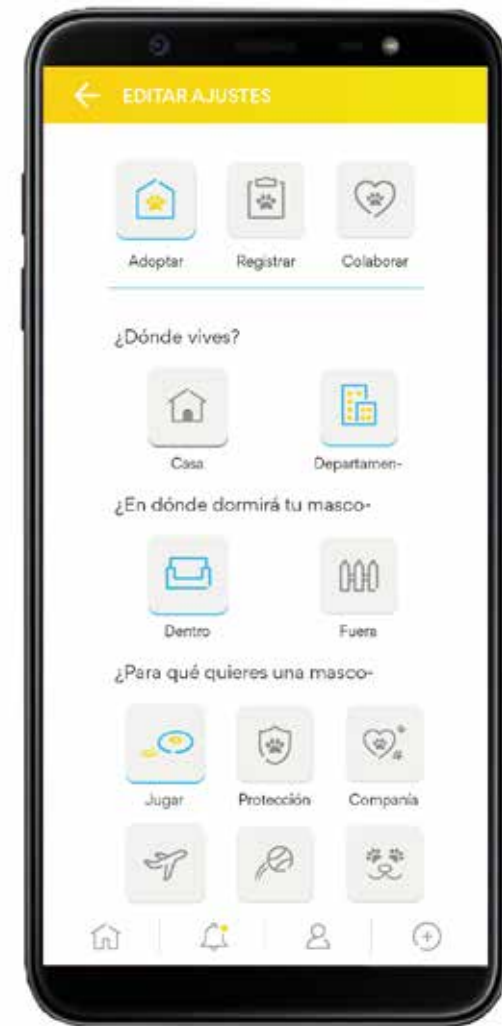 EDITAR AJUSTES
Adoptar Registrar Colaborar
¿Dónde vives?
Casa Departamen-
¿En dónde dormirá tu masco-
Dentro Fuera
¿Para qué quieres una masco-
Jugar Protección Compania